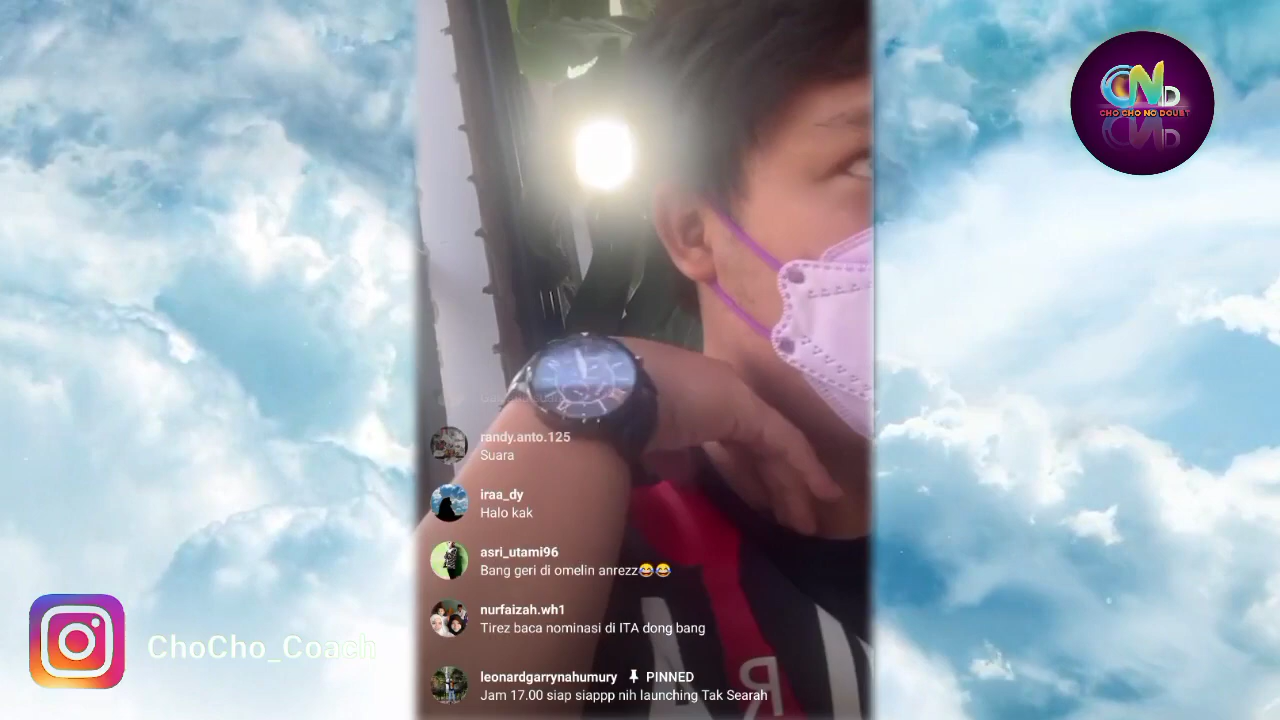 CND
CHO CHO NO DOUBT
randy.anto.125
Suara
iraa_dy
Halo kak
asri_utami96
Bang geri di omelin anrezz😂😂
nurfaizah.wh1
Tirez baca nominasi di ITA dong bang
leonardgarrynahumury PINNED
Jam 17.00 siap siappp nih launching Tak Searah
ChoCho_Coach